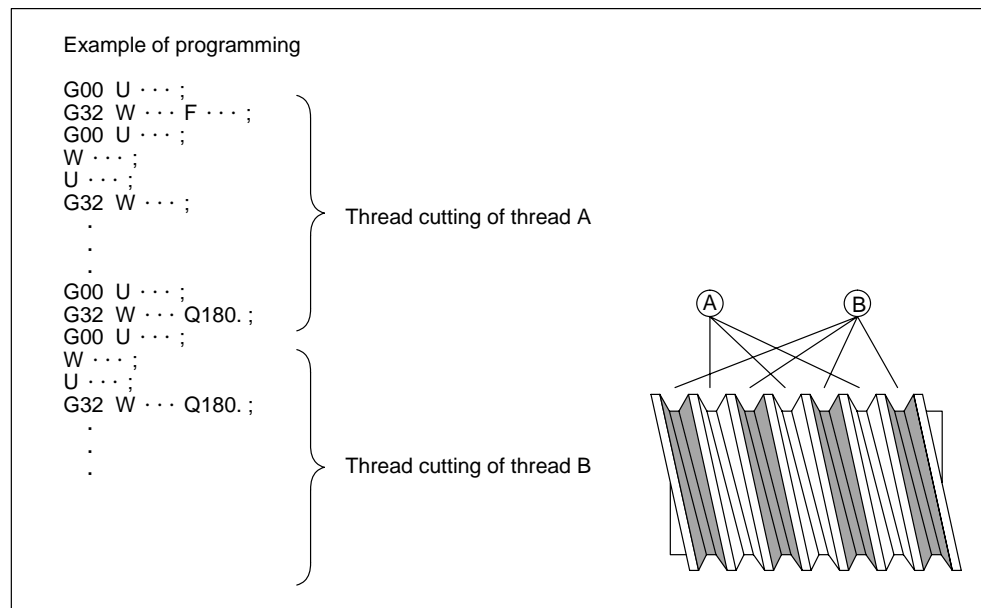 Example of programming
G00 U · · · ;
G32 W · · · F · · · ;
G00 U · · · ;
W · · · ;
U · · · ;
G32 W · · · ;
.
.
.
G00 U · · · ;
G32 W · · · Q180. ;
G00 U · · · ;
W · · · ;
U · · · ;
G32 W · · · Q180. ;
.
.
.
Thread cutting of thread A
Thread cutting of thread B
A
B